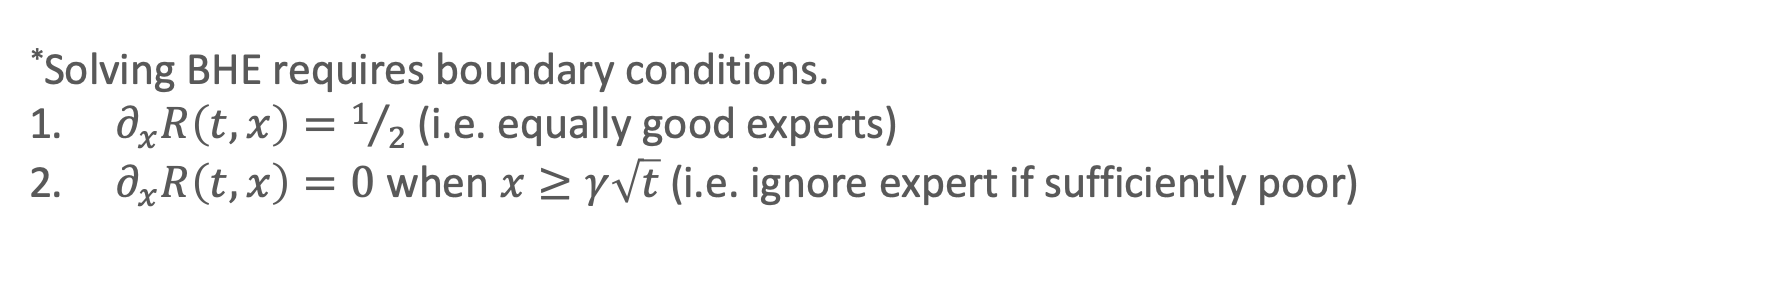 *Solving BHE requires boundary conditions.
1. ∂ₓR(t, x) = 1/2 (i.e. equally good experts)
2. ∂ₓR(t, x) = 0 when x ≥ γ√t (i.e. ignore expert if sufficiently poor)